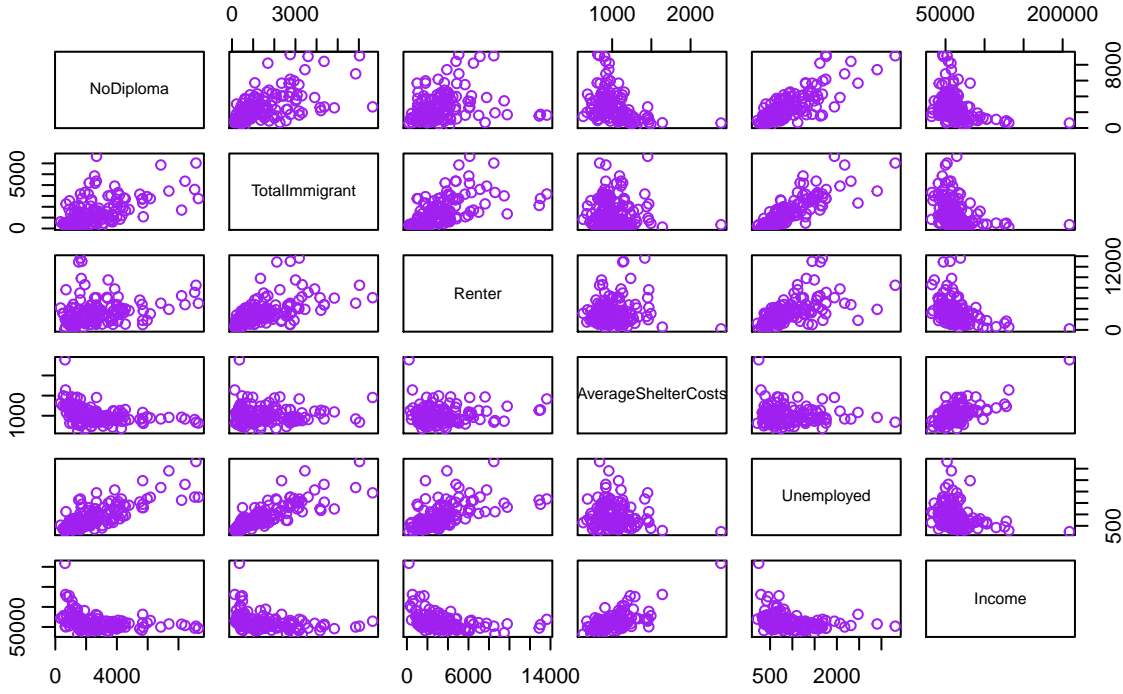 0 3000 1000 2000 50000 200000
NoDiploma
0 8000
0 5000
TotalImmigrant
Renter
0 12000
1000
AverageShelterCosts
Unemployed
500
50000
Income
0 4000 0 6000 14000 500 2000